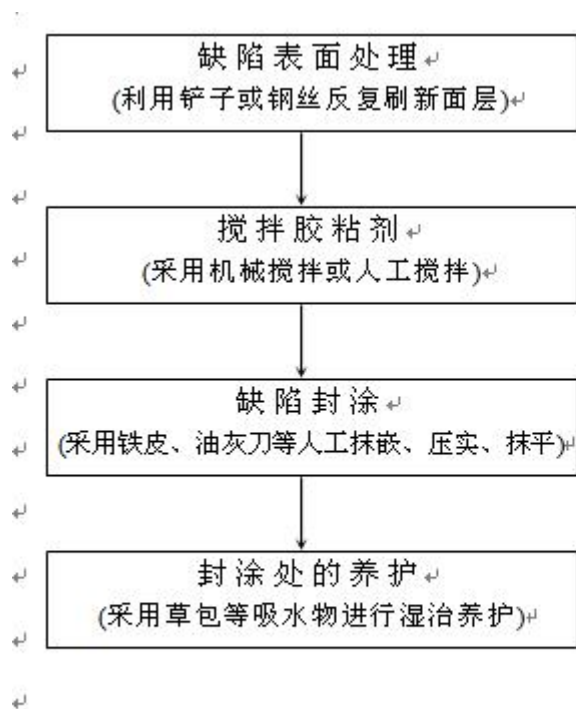 缺陷表面处理
(利用铲子或钢丝反复刷新面层)
搅拌胶粘剂
(采用机械搅拌或人工搅拌)
缺陷封涂
(采用铁皮、油灰刀等人工抹嵌、压实、抹平)
封涂处的养护
(采用草包等吸水物进行湿治养护)